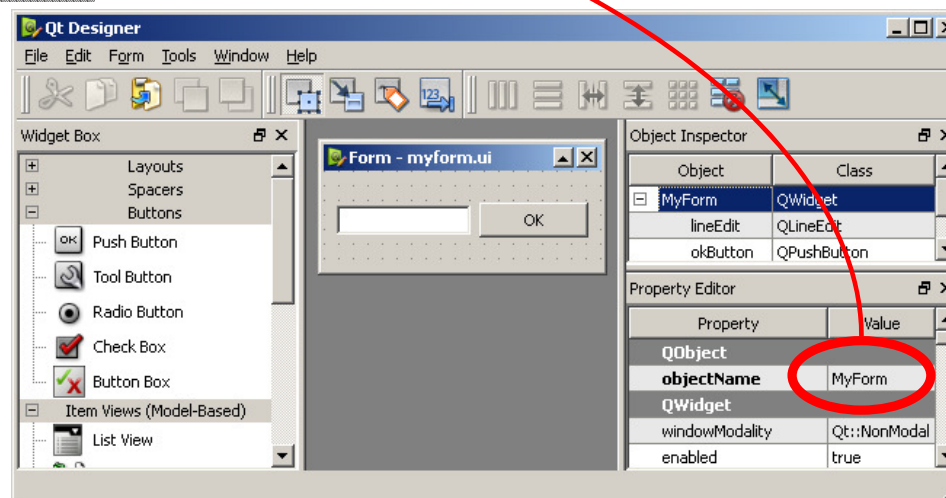 Qt Designer
File Edit Form Tools Window Help
123
Widget Box
Layouts
Spacers
Buttons
OK Push Button
Tool Button
Radio Button
Check Box
Button Box
Item Views (Model-Based)
List View
Form - myform.ui
OK
Object Inspector
Object Class
MyForm QWidget
lineEdit QLineEdit
okButton QPushButton
Property Editor
Property Value
QObject
objectName MyForm
QWidget
windowModality Qt::NonModal
enabled true